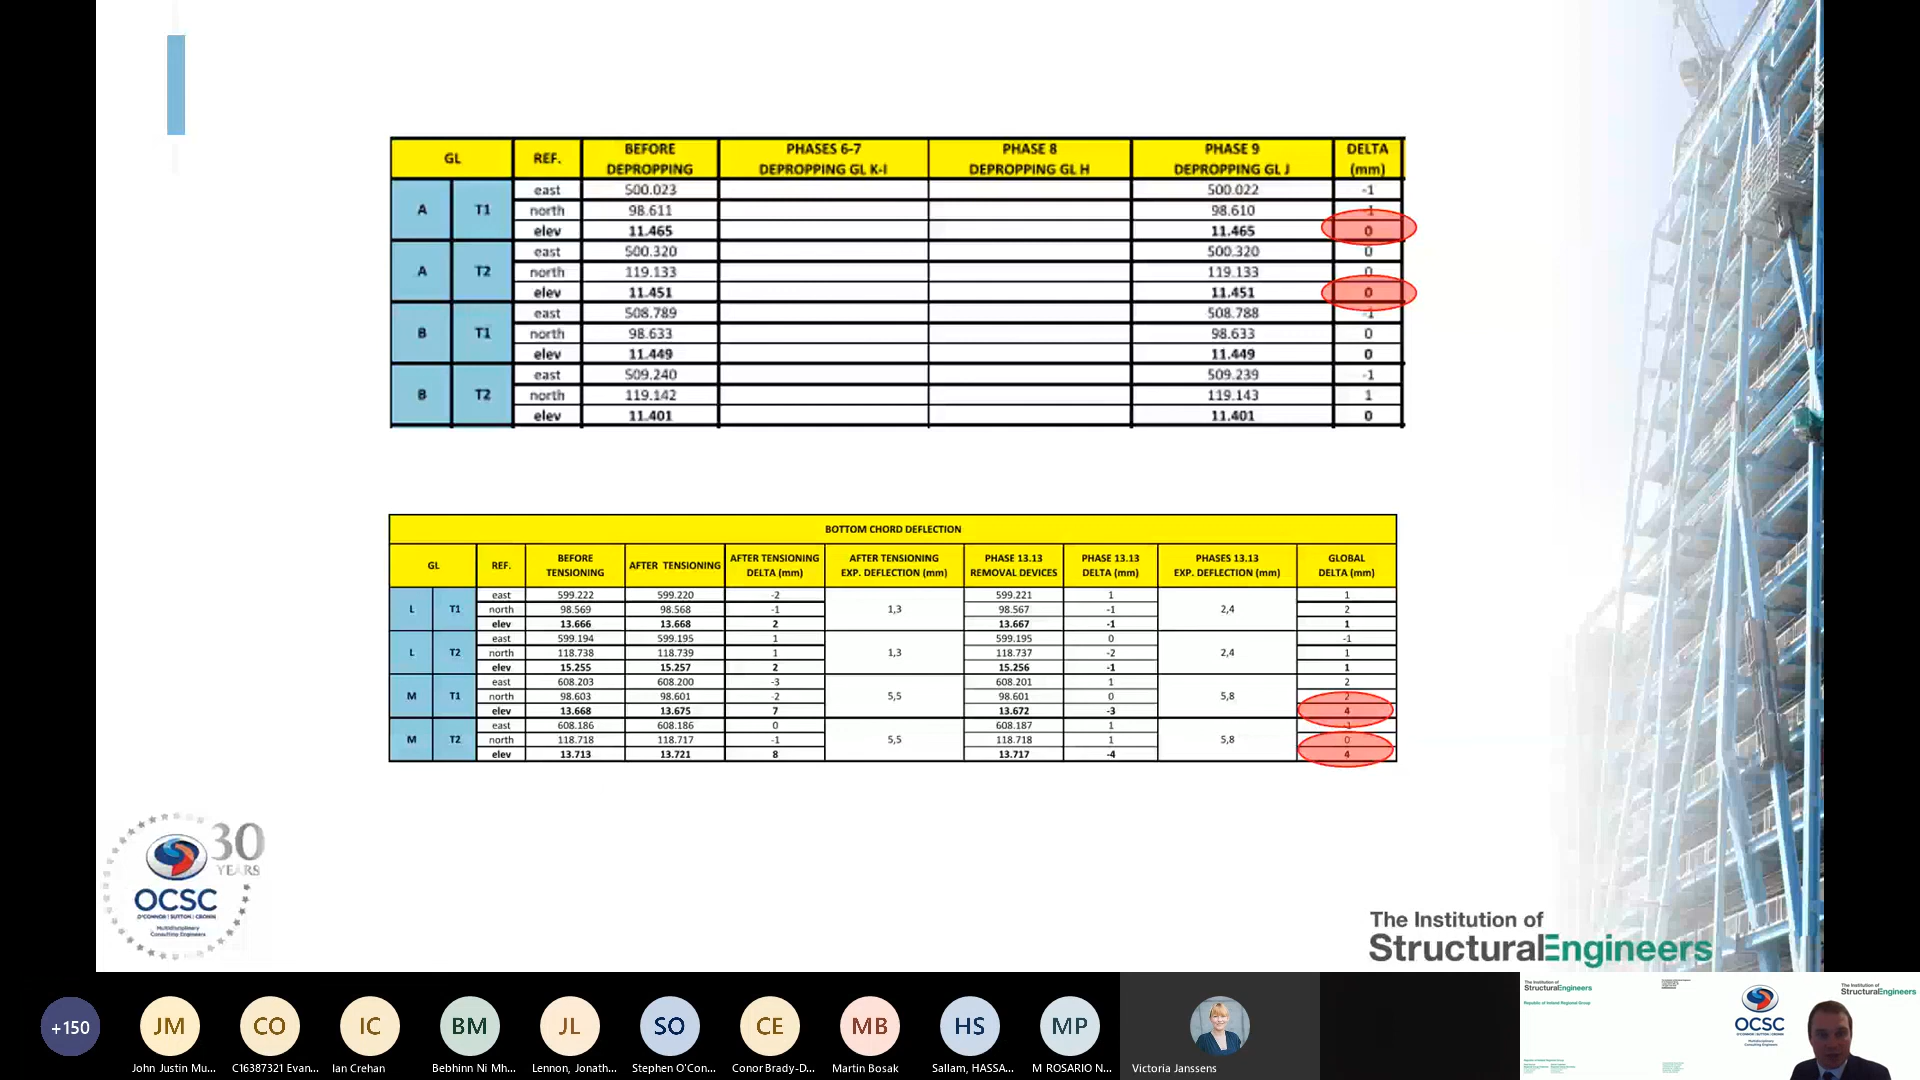 GL REF. BEFORE DEPROPPING PHASES 6-7 DEPROPPING GL K-I PHASE 8 DEPROPPING GL H PHASE 9 DEPROPPING GL J DELTA (mm)
east 500.023 500.022 -1
A T1 north 98.611 98.610 -1
elev 11.465 11.465 0
east 500.320 500.320 0
A T2 north 119.133 119.133 0
elev 11.451 11.451 0
east 508.789 508.788 -1
B T1 north 98.633 98.633 0
elev 11.449 11.449 0
east 509.240 509.239 -1
B T2 north 119.142 119.143 1
elev 11.401 11.401 0
BOTTOM CHORD DEFLECTION
GL REF. BEFORE TENSIONING AFTER TENSIONING AFTER TENSIONING DELTA (mm) AFTER TENSIONING EXP. DEFLECTION (mm) PHASE 13.13 REMOVAL DEVICES PHASE 13.13 DELTA (mm) PHASES 13.13 EXP. DEFLECTION (mm) GLOBAL DELTA (mm)
east 599.222 599.220 -2 599.221 1 1
L T1 north 98.569 98.568 -1 1,3 98.567 -1 2,4 2
elev 13.666 13.668 2 13.667 -1 1
east 599.194 599.195 1 599.195 0 -1
L T2 north 118.738 118.739 1 1,3 118.737 -2 2,4 1
elev 15.255 15.257 2 15.256 -1 1
east 608.203 608.200 -3 608.201 1 2
M T1 north 98.603 98.601 -2 5,5 98.601 0 5,8 2
elev 13.668 13.675 7 13.672 -3 4
east 608.186 608.186 0 608.187 1 -1
M T2 north 118.718 118.717 -1 5,5 118.718 1 5,8 0
elev 13.713 13.721 8 13.717 -4 4
30
YEARS
OCSC
O'CONNOR | SUTTON | CRONIN
Multidisciplinary
Consulting Engineers
The Institution of
StructuralEngineers
+150
JM CO IC BM JL SO CE MB HS MP
John Justin Mu... C16387321 Evan... Ian Crehan Bebhinn Ni Mh... Lennon, Jonath... Stephen O'Con... Conor Brady-D... Martin Bosak Sallam, HASSA... M ROSARIO N... Victoria Janssens
The Institution of
StructuralEngineers
Republic of Ireland Regional Group
OCSC
The Institution of
StructuralEngineers